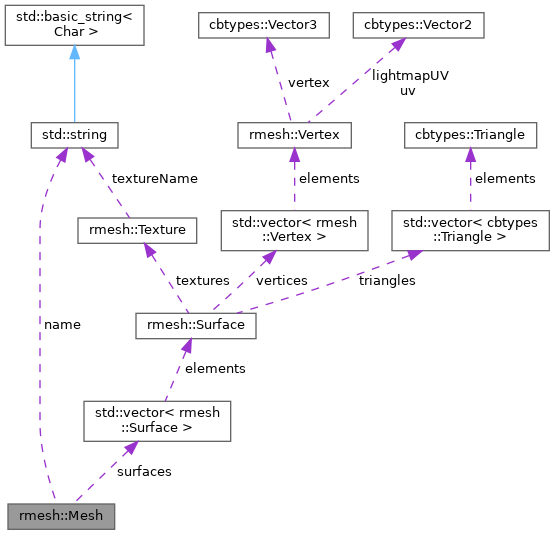 std::basic_string<
Char >
cbtypes::Vector3
cbtypes::Vector2
vertex
lightmapUV
uv
std::string
rmesh::Vertex
cbtypes::Triangle
textureName
elements
elements
rmesh::Texture
std::vector< rmesh
::Vertex >
std::vector< cbtypes
::Triangle >
textures
vertices
triangles
name
rmesh::Surface
elements
std::vector< rmesh
::Surface >
surfaces
rmesh::Mesh